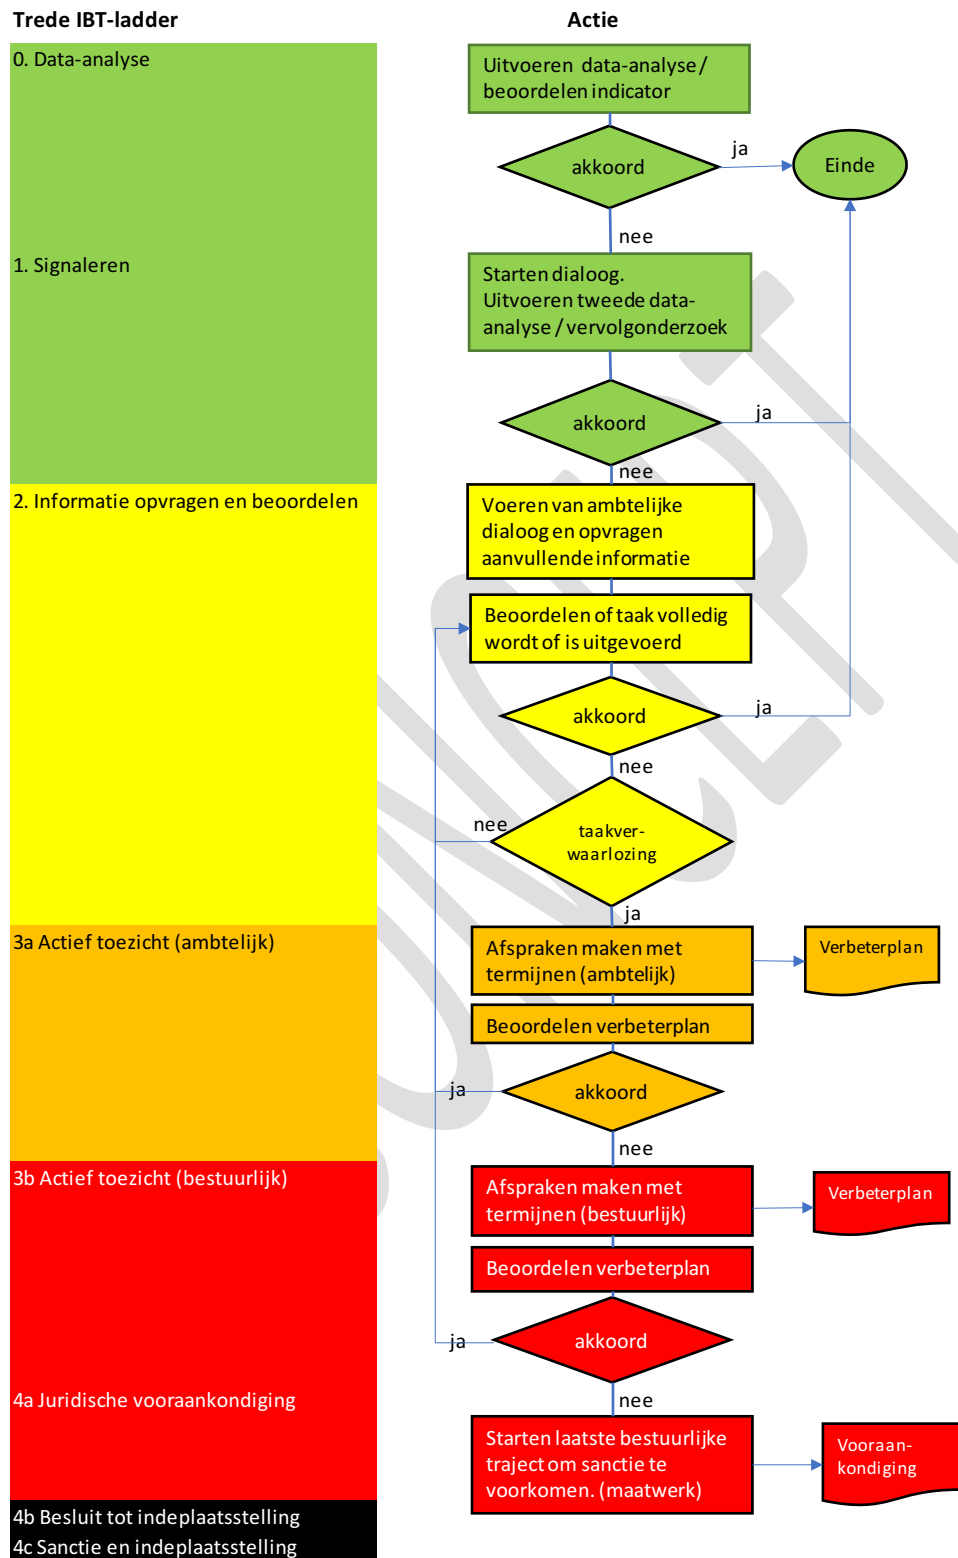 Trede IBT-ladder
Actie
0. Data-analyse
Uitvoeren data-analyse /
beoordelen indicator
akkoord
ja
Einde
nee
1. Signaleren
Starten dialoog.
Uitvoeren tweede data-
analyse / vervolgonderzoek
akkoord
ja
nee
2. Informatie opvragen en beoordelen
Voeren van ambtelijke
dialoog en opvragen
aanvullende informatie
Beoordelen of taak volledig
wordt of is uitgevoerd
akkoord
ja
nee
nee
taakver-
waarlozing
ja
3a Actief toezicht (ambtelijk)
Afspraken maken met
termijnen (ambtelijk)
Verbeterplan
Beoordelen verbeterplan
ja
akkoord
nee
3b Actief toezicht (bestuurlijk)
Afspraken maken met
termijnen (bestuurlijk)
Verbeterplan
Beoordelen verbeterplan
ja
akkoord
nee
4a Juridische vooraankondiging
Starten laatste bestuurlijke
traject om sanctie te
voorkomen. (maatwerk)
Vooraan-
kondiging
4b Besluit tot indeplaatsstelling
4c Sanctie en indeplaatsstelling
CONCEPT